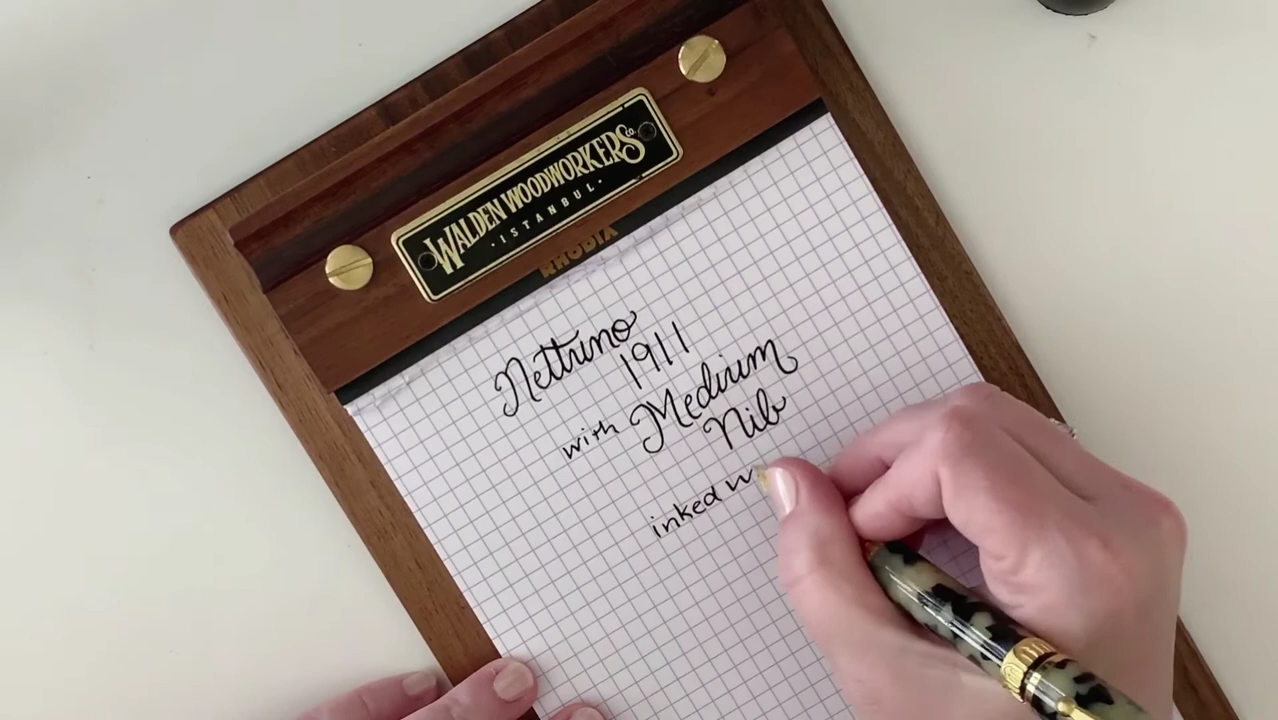 WALDEN WOODWORKERS Co.
· ISTANBUL ·
RHODIA
Nettuno
1911
with Medium
Nib
inked w